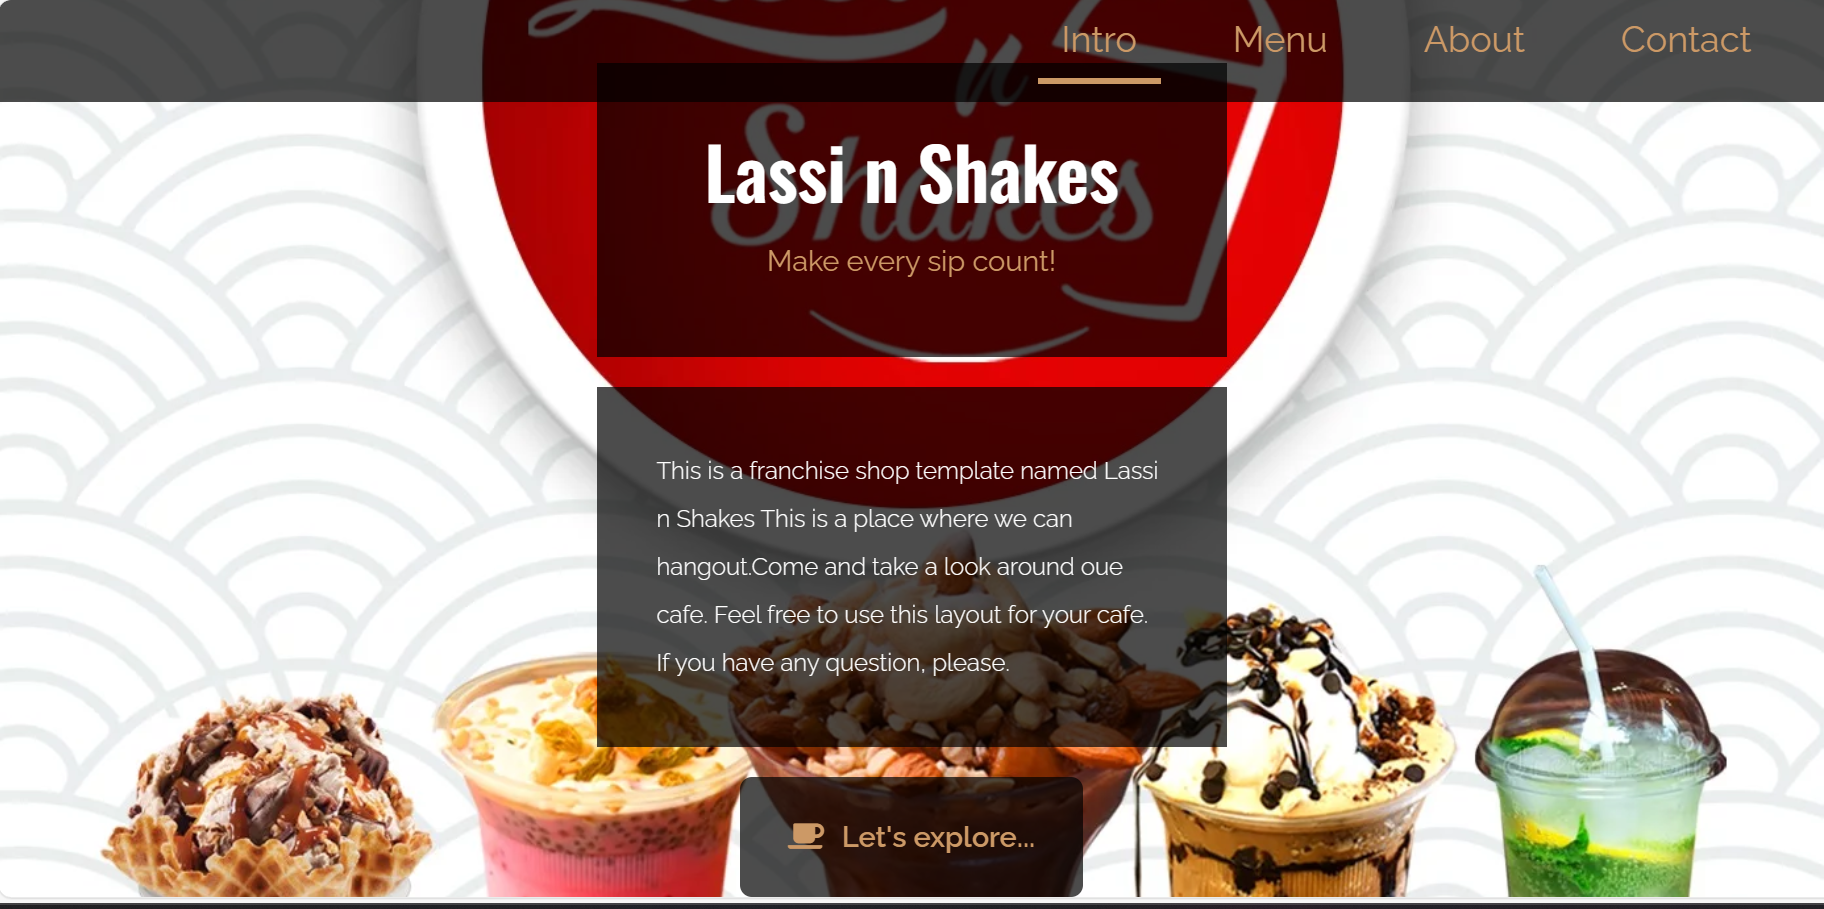 Intro Menu About Contact
n
Shakes
Lassi n Shakes
Make every sip count!
This is a franchise shop template named Lassi
n Shakes This is a place where we can
hangout.Come and take a look around oue
cafe. Feel free to use this layout for your cafe.
If you have any question, please.
Let's explore...